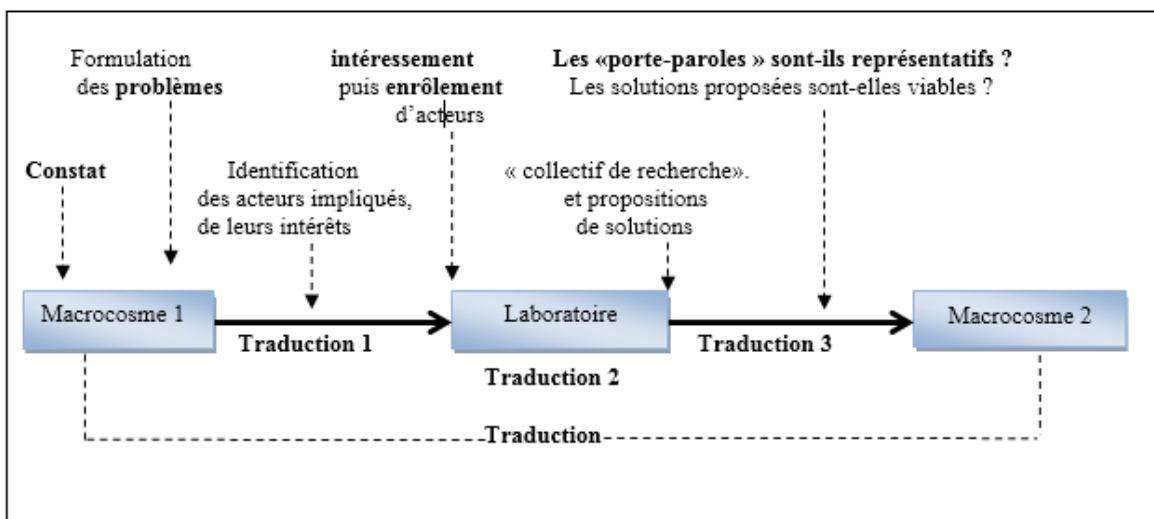 Formulation
des problèmes
intéressement
puis enrôlement
d'acteurs
Les «porte-paroles » sont-ils représentatifs ?
Les solutions proposées sont-elles viables ?
Constat
Identification
des acteurs impliqués,
de leurs intérêts
« collectif de recherche».
et propositions
de solutions
Macrocosme 1
Laboratoire
Macrocosme 2
Traduction 1
Traduction 3
Traduction 2
Traduction